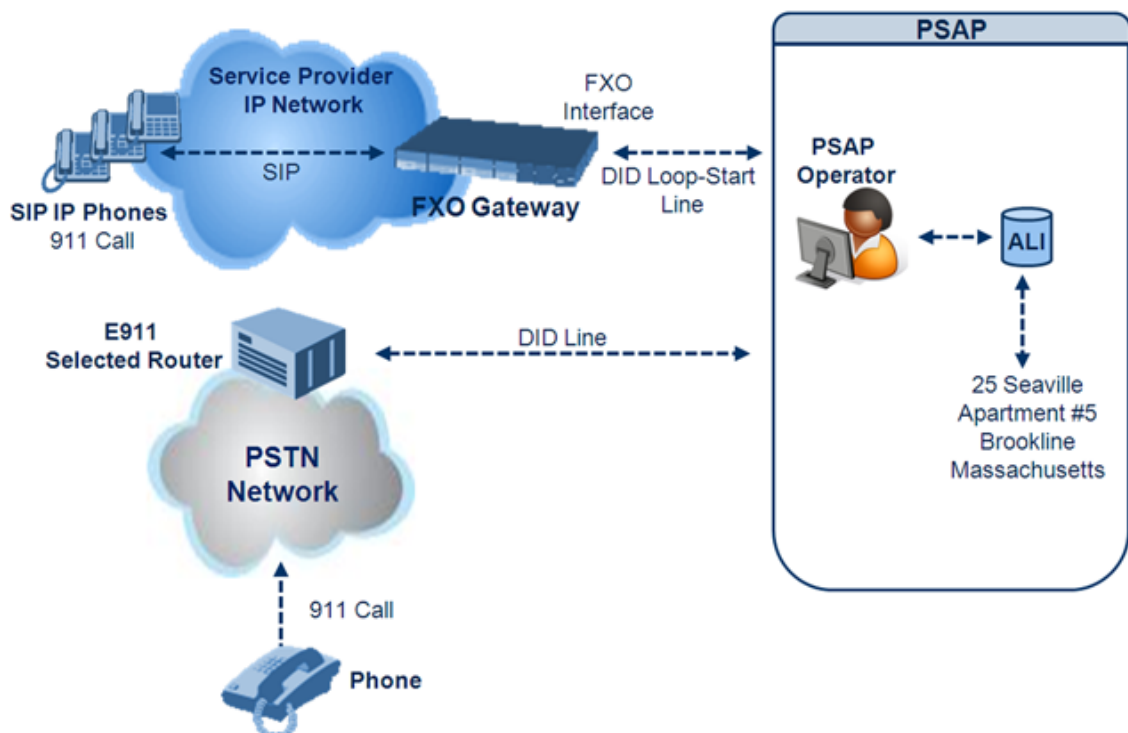 PSAP
Service Provider
IP Network
FXO
Interface
SIP
DID Loop-Start
Line
FXO Gateway
SIP IP Phones
911 Call
PSAP
Operator
ALI
25 Seaville
Apartment #5
Brookline
Massachusetts
E911
Selected Router
DID Line
PSTN
Network
911 Call
Phone